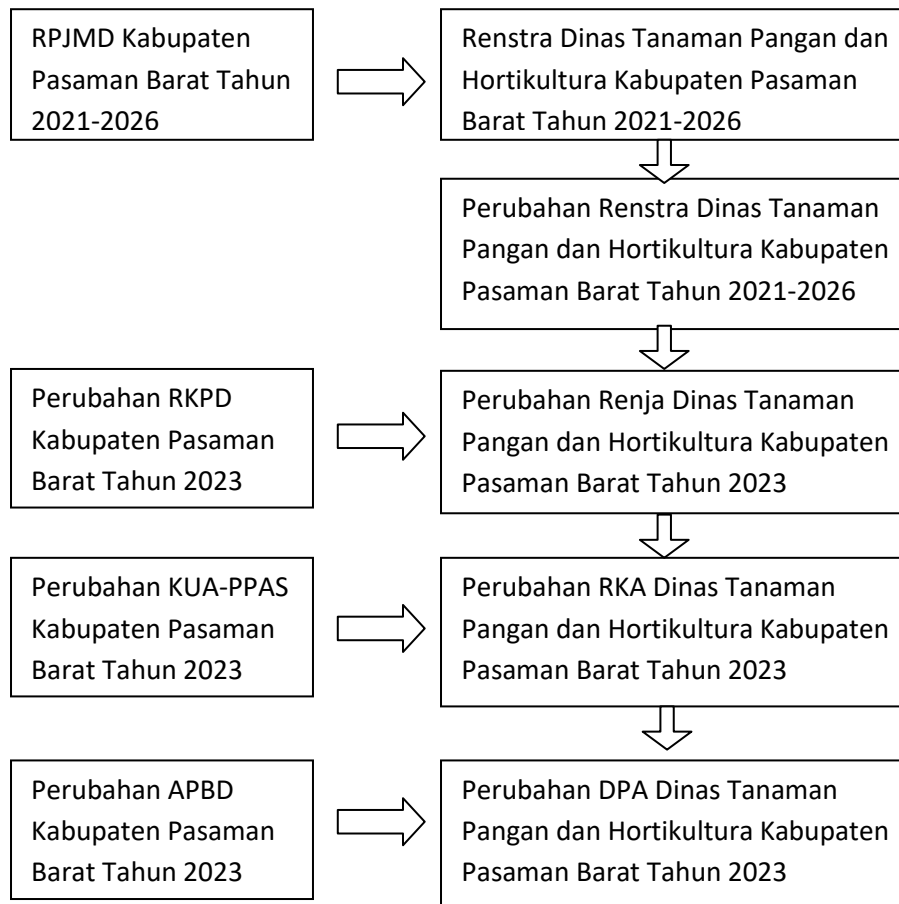 RPJMD Kabupaten
Pasaman Barat Tahun
2021-2026
Renstra Dinas Tanaman Pangan dan
Hortikultura Kabupaten Pasaman
Barat Tahun 2021-2026
Perubahan Renstra Dinas Tanaman
Pangan dan Hortikultura Kabupaten
Pasaman Barat Tahun 2021-2026
Perubahan RKPD
Kabupaten Pasaman
Barat Tahun 2023
Perubahan Renja Dinas Tanaman
Pangan dan Hortikultura Kabupaten
Pasaman Barat Tahun 2023
Perubahan KUA-PPAS
Kabupaten Pasaman
Barat Tahun 2023
Perubahan RKA Dinas Tanaman
Pangan dan Hortikultura Kabupaten
Pasaman Barat Tahun 2023
Perubahan APBD
Kabupaten Pasaman
Barat Tahun 2023
Perubahan DPA Dinas Tanaman
Pangan dan Hortikultura Kabupaten
Pasaman Barat Tahun 2023